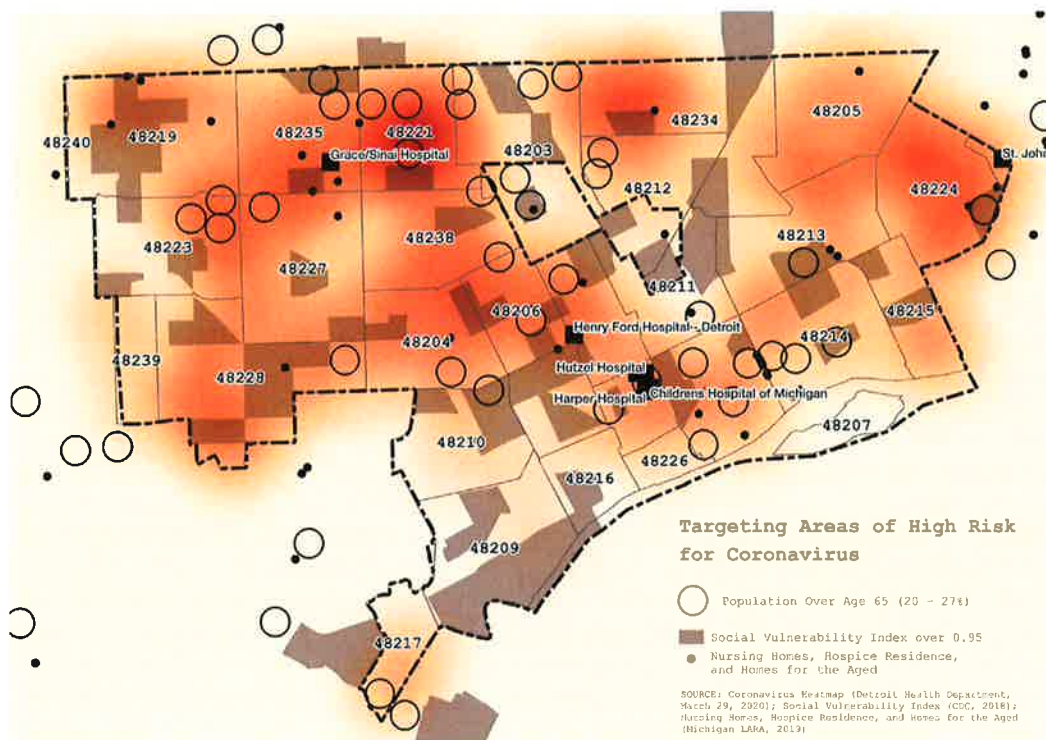 48240
48219
48235
48221
48203
48234
48205
Grace/Sinai Hospital
St. John
48212
48224
48223
48238
48213
48227
48211
48206
48215
Henry Ford Hospital--Detroit
48239
48204
48214
48228
Hutzel Hospital
Harper Hospital
Childrens Hospital of Michigan
48207
48210
48226
48216
48209
48217
Targeting Areas of High Risk
for Coronavirus
Population Over Age 65 (20 - 27%)
Social Vulnerability Index over 0.95
Nursing Homes, Hospice Residence,
and Homes for the Aged
SOURCE: Coronavirus Heatmap (Detroit Health Department,
March 29, 2020); Social Vulnerability Index (CDC, 2018);
Nursing Homes, Hospice Residence, and Homes for the Aged
(Michigan LARA, 2019)